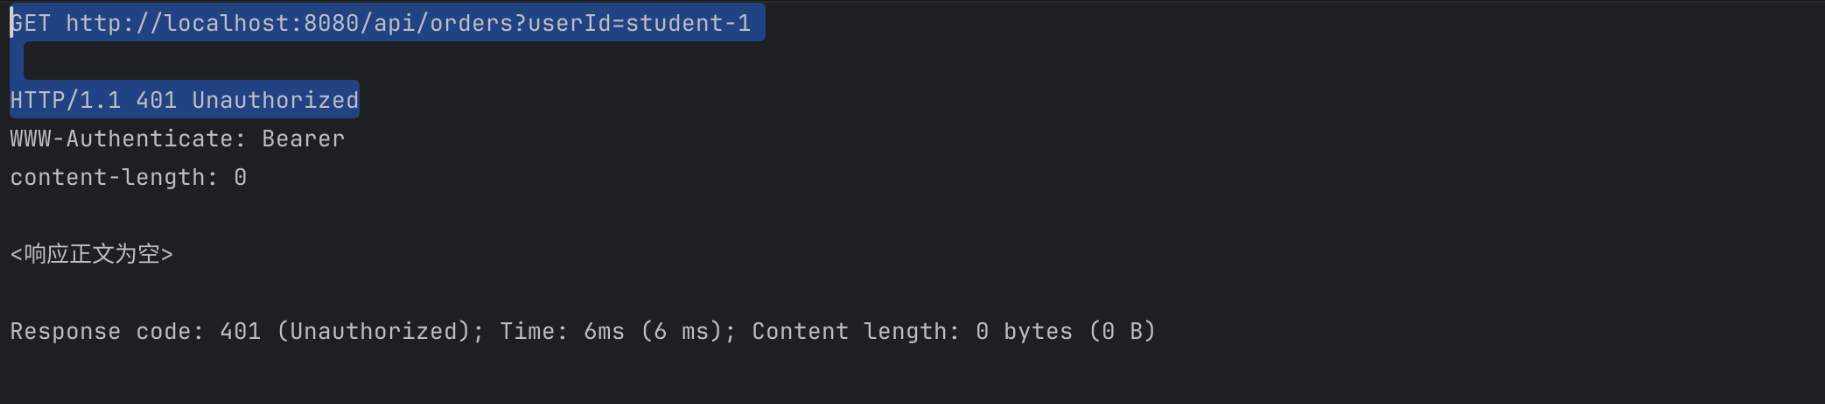 GET http://localhost:8080/api/orders?userId=student-1
HTTP/1.1 401 Unauthorized
WWW-Authenticate: Bearer
content-length: 0
<响应正文为空>
Response code: 401 (Unauthorized); Time: 6ms (6 ms); Content length: 0 bytes (0 B)